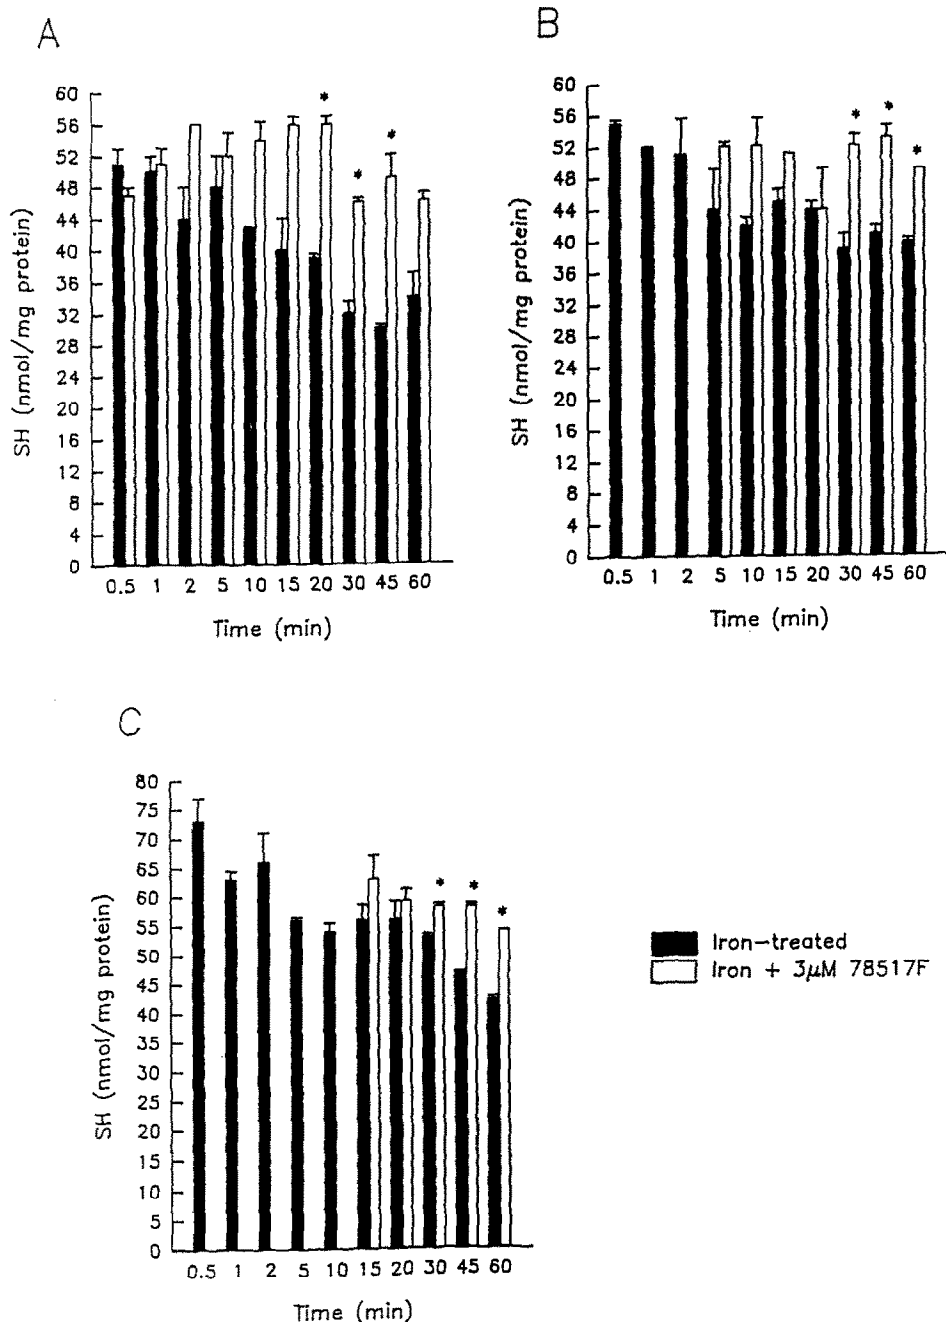 A
60
56
52
48
44
40
36
32
28
24
20
16
12
8
4
0
SH (nmol/mg protein)
* * *
0.5 1 2 5 10 15 20 30 45 60
Time (min)
B
60
56
52
48
44
40
36
32
28
24
20
16
12
8
4
0
SH (nmol/mg protein)
* * *
0.5 1 2 5 10 15 20 30 45 60
Time (min)
C
80
75
70
65
60
55
50
45
40
35
30
25
20
15
10
5
0
SH (nmol/mg protein)
* * *
0.5 1 2 5 10 15 20 30 45 60
Time (min)
Iron-treated
Iron + 3μM 78517F